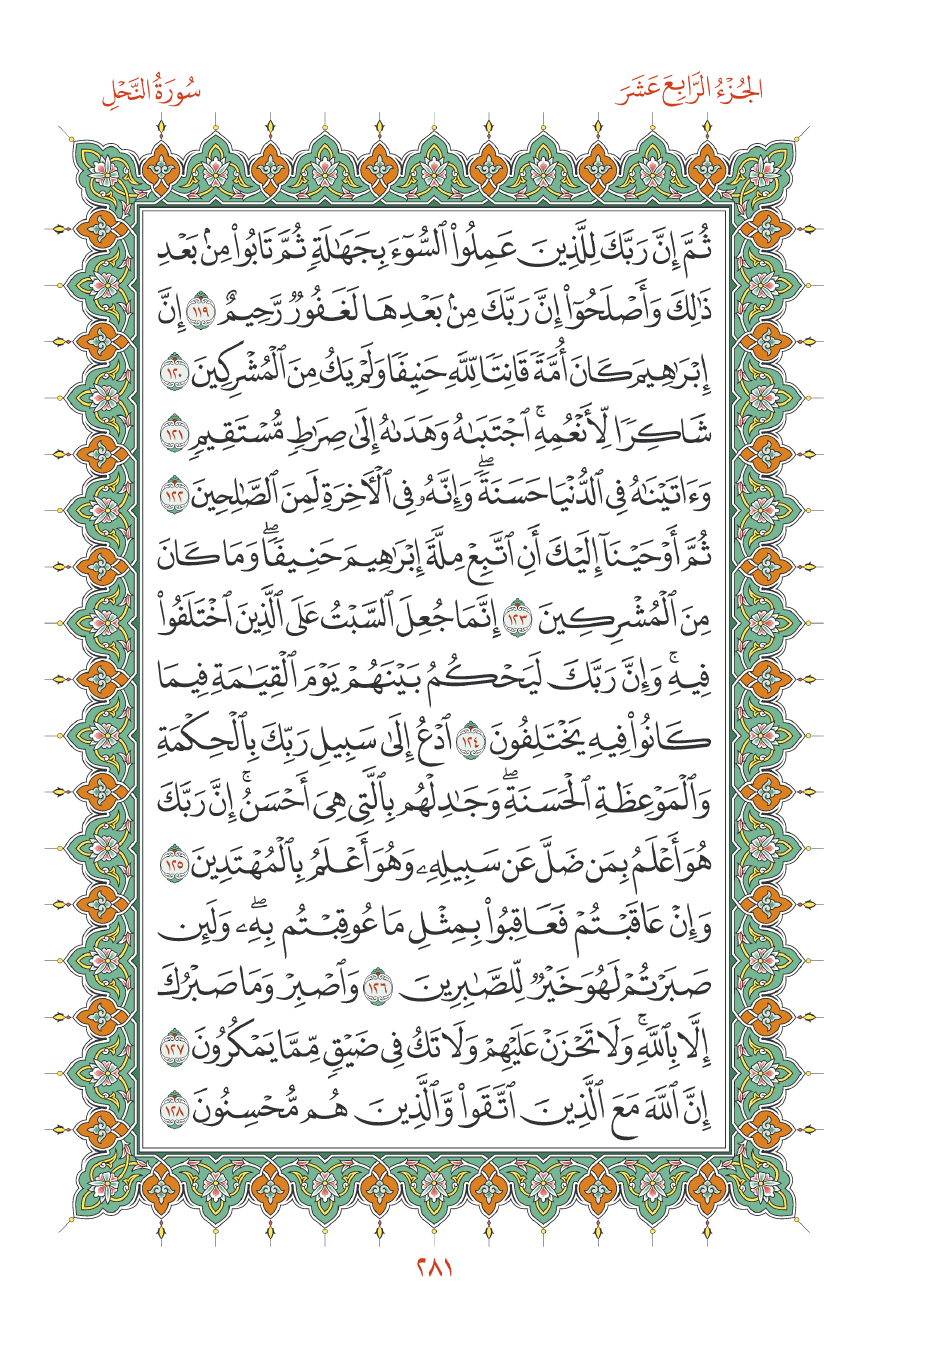 الجُزْءُ الرَّابِعَ عَشَرَ
سُورَةُ النَّحْلِ
ثُمَّ إِنَّ رَبَّكَ لِلَّذِينَ عَمِلُوا۟ ٱلسُّوٓءَ بِجَهَٰلَةٍ ثُمَّ تَابُوا۟ مِنۢ بَعْدِ
ذَٰلِكَ وَأَصْلَحُوٓا۟ إِنَّ رَبَّكَ مِنۢ بَعْدِهَا لَغَفُورٌ رَّحِيمٌ ١١٩ إِنَّ
إِبْرَٰهِيمَ كَانَ أُمَّةً قَانِتًا لِّلَّهِ حَنِيفًا وَلَمْ يَكُ مِنَ ٱلْمُشْرِكِينَ ١٢٠
شَاكِرًا لِّأَنْعُمِهِ ۚ ٱجْتَبَىٰهُ وَهَدَىٰهُ إِلَىٰ صِرَٰطٍ مُّسْتَقِيمٍ ١٢١
وَءَاتَيْنَٰهُ فِى ٱلدُّنْيَا حَسَنَةً ۖ وَإِنَّهُۥ فِى ٱلْءَاخِرَةِ لَمِنَ ٱلصَّٰلِحِينَ ١٢٢
ثُمَّ أَوْحَيْنَآ إِلَيْكَ أَنِ ٱتَّبِعْ مِلَّةَ إِبْرَٰهِيمَ حَنِيفًا ۖ وَمَا كَانَ
مِنَ ٱلْمُشْرِكِينَ ١٢٣ إِنَّمَا جُعِلَ ٱلسَّبْتُ عَلَى ٱلَّذِينَ ٱخْتَلَفُوا۟
فِيهِ ۚ وَإِنَّ رَبَّكَ لَيَحْكُمُ بَيْنَهُمْ يَوْمَ ٱلْقِيَٰمَةِ فِيمَا
كَانُوا۟ فِيهِ يَخْتَلِفُونَ ١٢٤ ٱدْعُ إِلَىٰ سَبِيلِ رَبِّكَ بِٱلْحِكْمَةِ
وَٱلْمَوْعِظَةِ ٱلْحَسَنَةِ ۖ وَجَٰدِلْهُم بِٱلَّتِى هِىَ أَحْسَنُ ۚ إِنَّ رَبَّكَ
هُوَ أَعْلَمُ بِمَن ضَلَّ عَن سَبِيلِهِۦ وَهُوَ أَعْلَمُ بِٱلْمُهْتَدِينَ ١٢٥
وَإِنْ عَاقَبْتُمْ فَعَاقِبُوا۟ بِمِثْلِ مَا عُوقِبْتُم بِهِۦ ۖ وَلَئِن
صَبَرْتُمْ لَهُوَ خَيْرٌ لِّلصَّٰبِرِينَ ١٢٦ وَٱصْبِرْ وَمَا صَبْرُكَ
إِلَّا بِٱللَّهِ ۚ وَلَا تَحْزَنْ عَلَيْهِمْ وَلَا تَكُ فِى ضَيْقٍ مِّمَّا يَمْكُرُونَ ١٢٧
إِنَّ ٱللَّهَ مَعَ ٱلَّذِينَ ٱتَّقَوا۟ وَّٱلَّذِينَ هُم مُّحْسِنُونَ ١٢٨
٢٨١